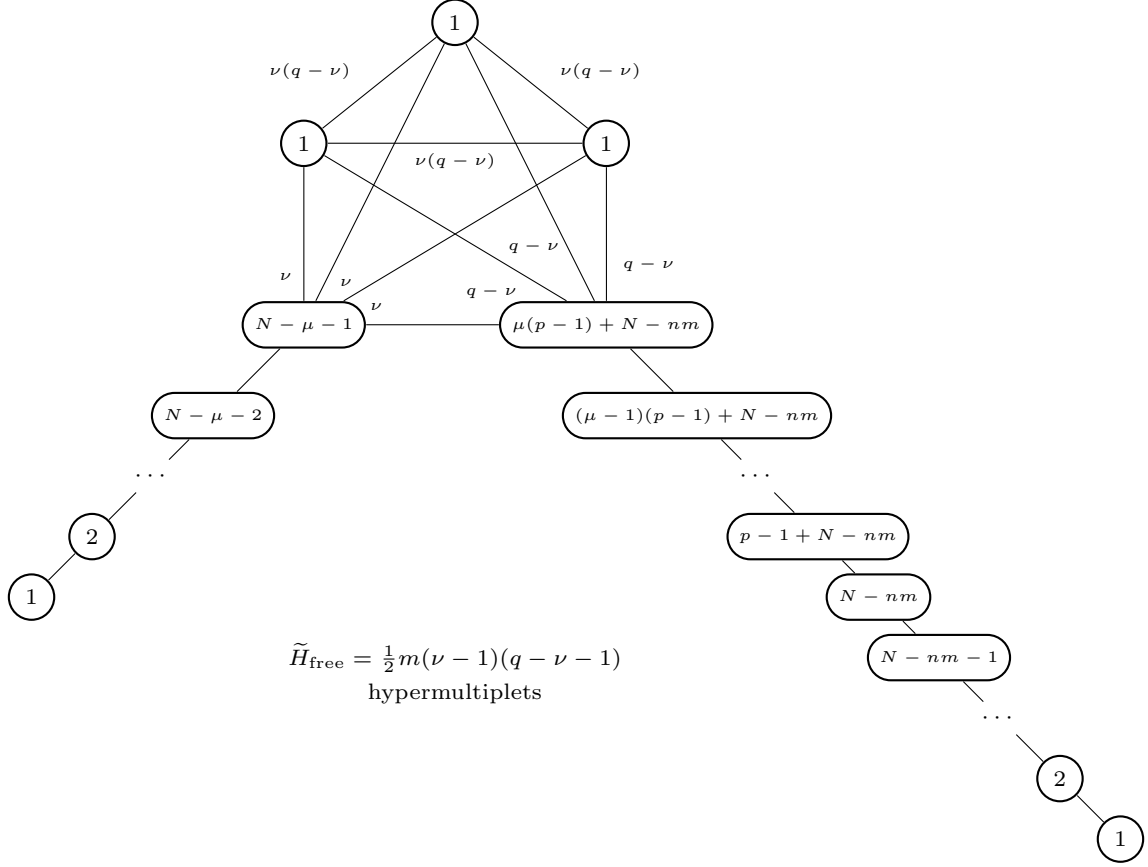 1
ν(q − ν) ν(q − ν)
1 1
ν(q − ν)
q − ν
q − ν
ν
ν
q − ν
ν
N − μ − 1 μ(p − 1) + N − nm
N − μ − 2 (μ − 1)(p − 1) + N − nm
··· ···
2 p − 1 + N − nm
1 N − nm
H̃_free = ½m(ν − 1)(q − ν − 1)
N − nm − 1
hypermultiplets
···
2
1